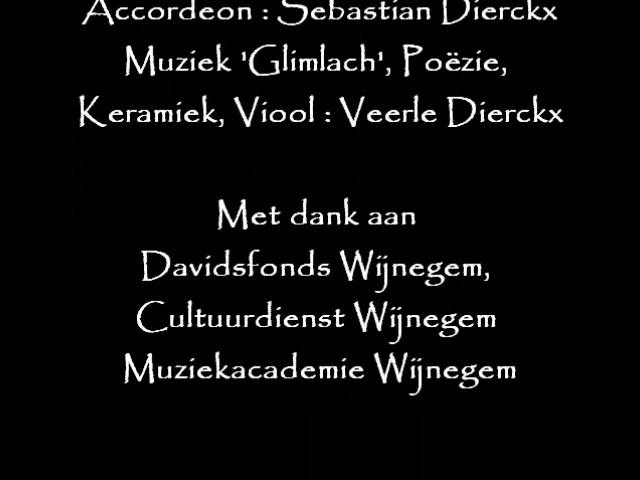 Accordeon : Sebastian Dierckx
Muziek 'Glimlach', Poëzie,
Keramiek, Viool : Veerle Dierckx
Met dank aan
Davidsfonds Wijnegem,
Cultuurdienst Wijnegem
Muziekacademie Wijnegem